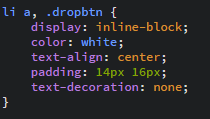 li a, .dropbtn {
    display: inline-block;
    color: white;
    text-align: center;
    padding: 14px 16px;
    text-decoration: none;
}